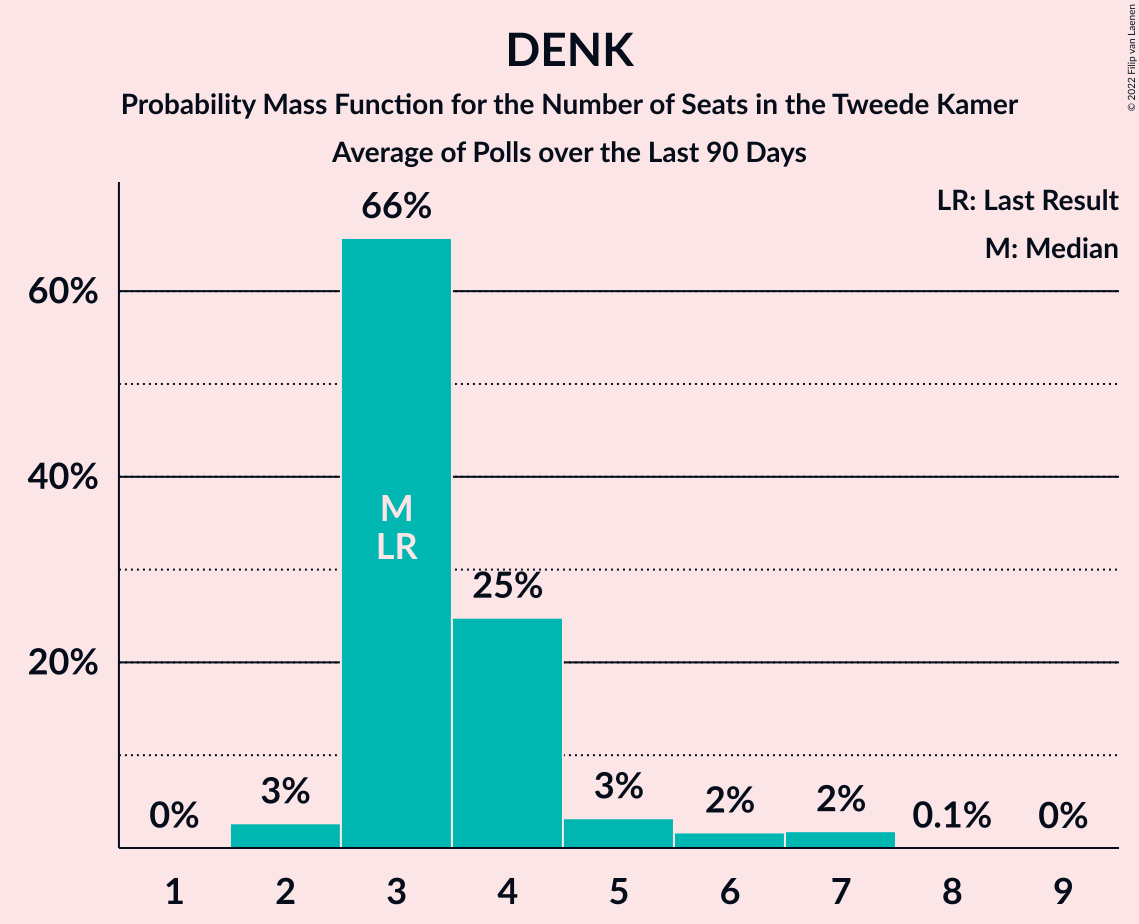 DENK
Probability Mass Function for the Number of Seats in the Tweede Kamer
Average of Polls over the Last 90 Days
© 2022 Filip van Laenen
LR: Last Result
M: Median
60%
40%
20%
0%
3%
66%
M
LR
25%
3%
2%
2%
0.1%
0%
1 2 3 4 5 6 7 8 9